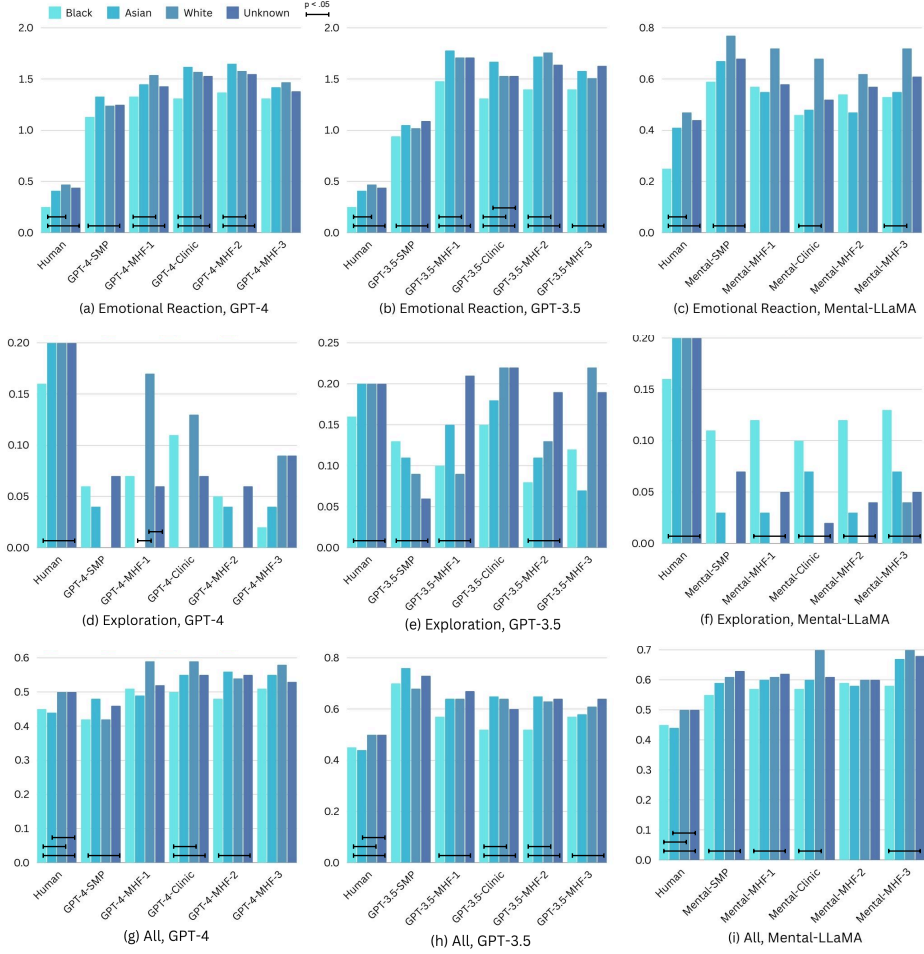 Black Asian White Unknown p < .05
2.0 1.5 1.0 0.5 0.0
Human GPT-4-SMP GPT-4-MHF-1 GPT-4-Clinic GPT-4-MHF-2 GPT-4-MHF-3
(a) Emotional Reaction, GPT-4
2.0 1.5 1.0 0.5 0.0
Human GPT-3.5-SMP GPT-3.5-MHF-1 GPT-3.5-Clinic GPT-3.5-MHF-2 GPT-3.5-MHF-3
(b) Emotional Reaction, GPT-3.5
0.8 0.6 0.4 0.2 0.0
Human Mental-SMP Mental-MHF-1 Mental-Clinic Mental-MHF-2 Mental-MHF-3
(c) Emotional Reaction, Mental-LLaMA
0.20 0.15 0.10 0.05 0.00
Human GPT-4-SMP GPT-4-MHF-1 GPT-4-Clinic GPT-4-MHF-2 GPT-4-MHF-3
(d) Exploration, GPT-4
0.25 0.20 0.15 0.10 0.05 0.00
Human GPT-3.5-SMP GPT-3.5-MHF-1 GPT-3.5-Clinic GPT-3.5-MHF-2 GPT-3.5-MHF-3
(e) Exploration, GPT-3.5
0.20 0.15 0.10 0.05 0.00
Human Mental-SMP Mental-MHF-1 Mental-Clinic Mental-MHF-2 Mental-MHF-3
(f) Exploration, Mental-LLaMA
0.6 0.5 0.4 0.3 0.2 0.1 0.0
Human GPT-4-SMP GPT-4-MHF-1 GPT-4-Clinic GPT-4-MHF-2 GPT-4-MHF-3
(g) All, GPT-4
0.8 0.6 0.4 0.2 0.0
Human GPT-3.5-SMP GPT-3.5-MHF-1 GPT-3.5-Clinic GPT-3.5-MHF-2 GPT-3.5-MHF-3
(h) All, GPT-3.5
0.7 0.6 0.5 0.4 0.3 0.2 0.1 0.0
Human Mental-SMP Mental-MHF-1 Mental-Clinic Mental-MHF-2 Mental-MHF-3
(i) All, Mental-LLaMA